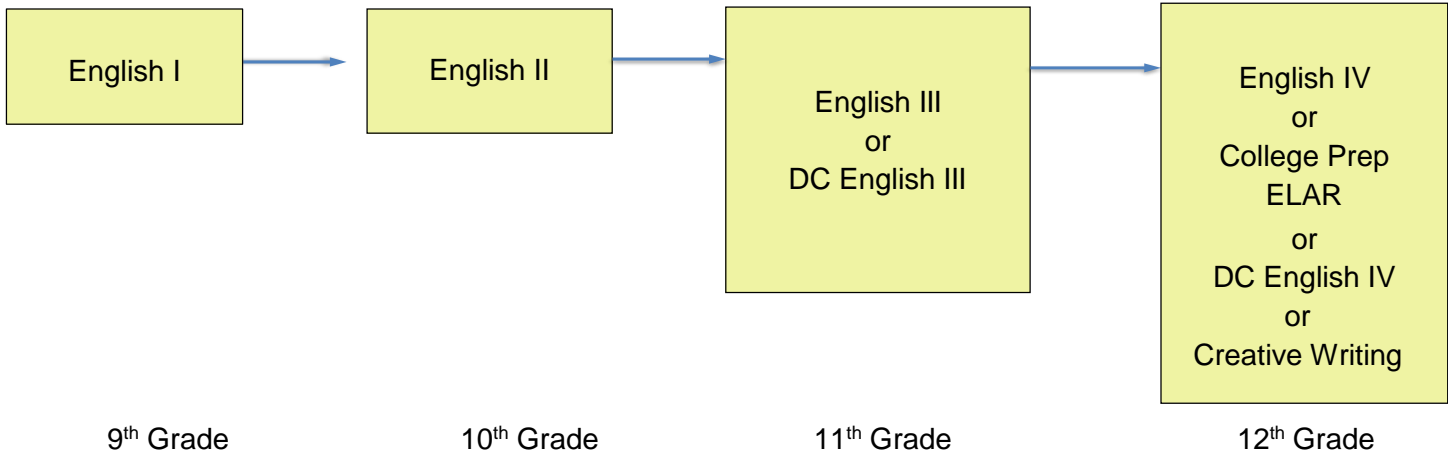 English I
English II
English III
or
DC English III
English IV
or
College Prep
ELAR
or
DC English IV
or
Creative Writing
9th Grade
10th Grade
11th Grade
12th Grade